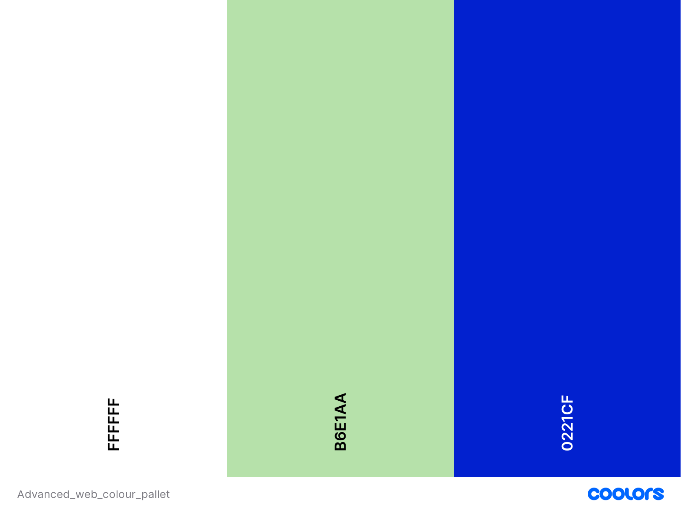 FFFFFF
B6E1AA
0221CF
Advanced_web_colour_pallet
coolors